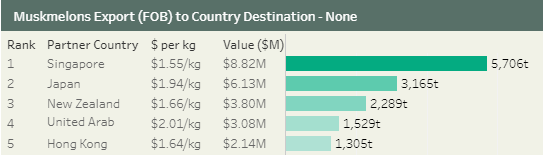 Muskmelons Export (FOB) to Country Destination - None
Rank Partner Country $ per kg Value ($M)
1 Singapore $1.55/kg $8.82M 5,706t
2 Japan $1.94/kg $6.13M 3,165t
3 New Zealand $1.66/kg $3.80M 2,289t
4 United Arab $2.01/kg $3.08M 1,529t
5 Hong Kong $1.64/kg $2.14M 1,305t